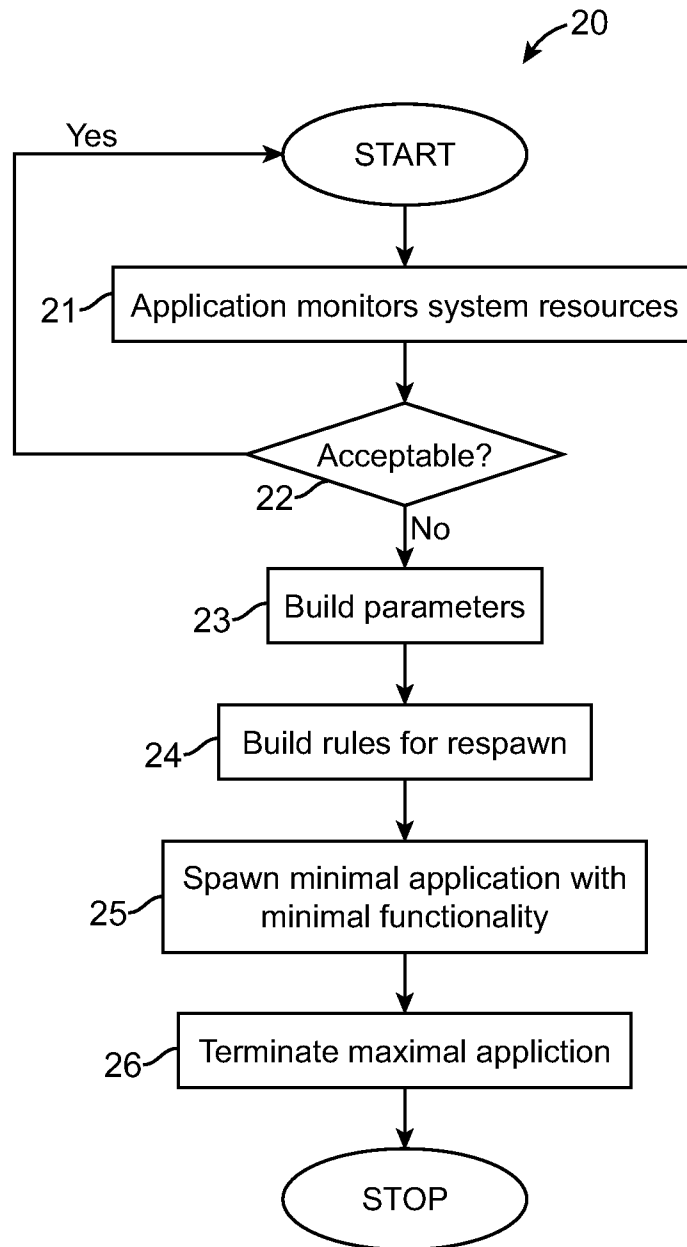 20
Yes
START
21
Application monitors system resources
Acceptable?
22
No
23
Build parameters
24
Build rules for respawn
25
Spawn minimal application with
minimal functionality
26
Terminate maximal appliction
STOP